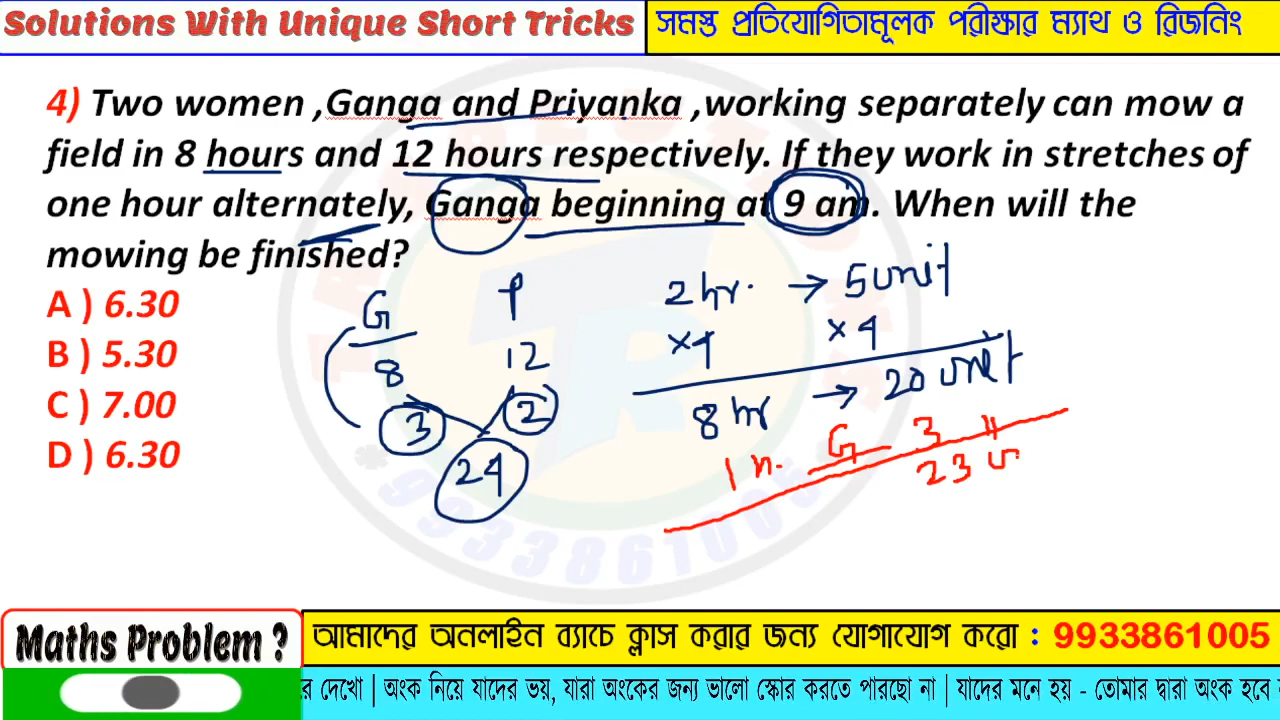 Solutions With Unique Short Tricks
সমস্ত প্রতিযোগিতামূলক পরীক্ষার ম্যাথ ও রিজনিং
4) Two women ,Ganga and Priyanka ,working separately can mow a
field in 8 hours and 12 hours respectively. If they work in stretches of
one hour alternately, Ganga beginning at 9 am. When will the
mowing be finished?
A ) 6.30
B ) 5.30
C ) 7.00
D ) 6.30
G P
8 12
3 2
24
2 hr. → 5 unit
×4 ×4
8 hr → 20 unit
1 h. G 3 "
23 u
9933861005
Maths Problem ?
আমাদের অনলাইন ব্যাচে ক্লাস করার জন্য যোগাযোগ করো : 9933861005
র দেখো | অংক নিয়ে যাদের ভয়, যারা অংকের জন্য ভালো স্কোর করতে পারছো না | যাদের মনে হয় - তোমার দ্বারা অংক হবে